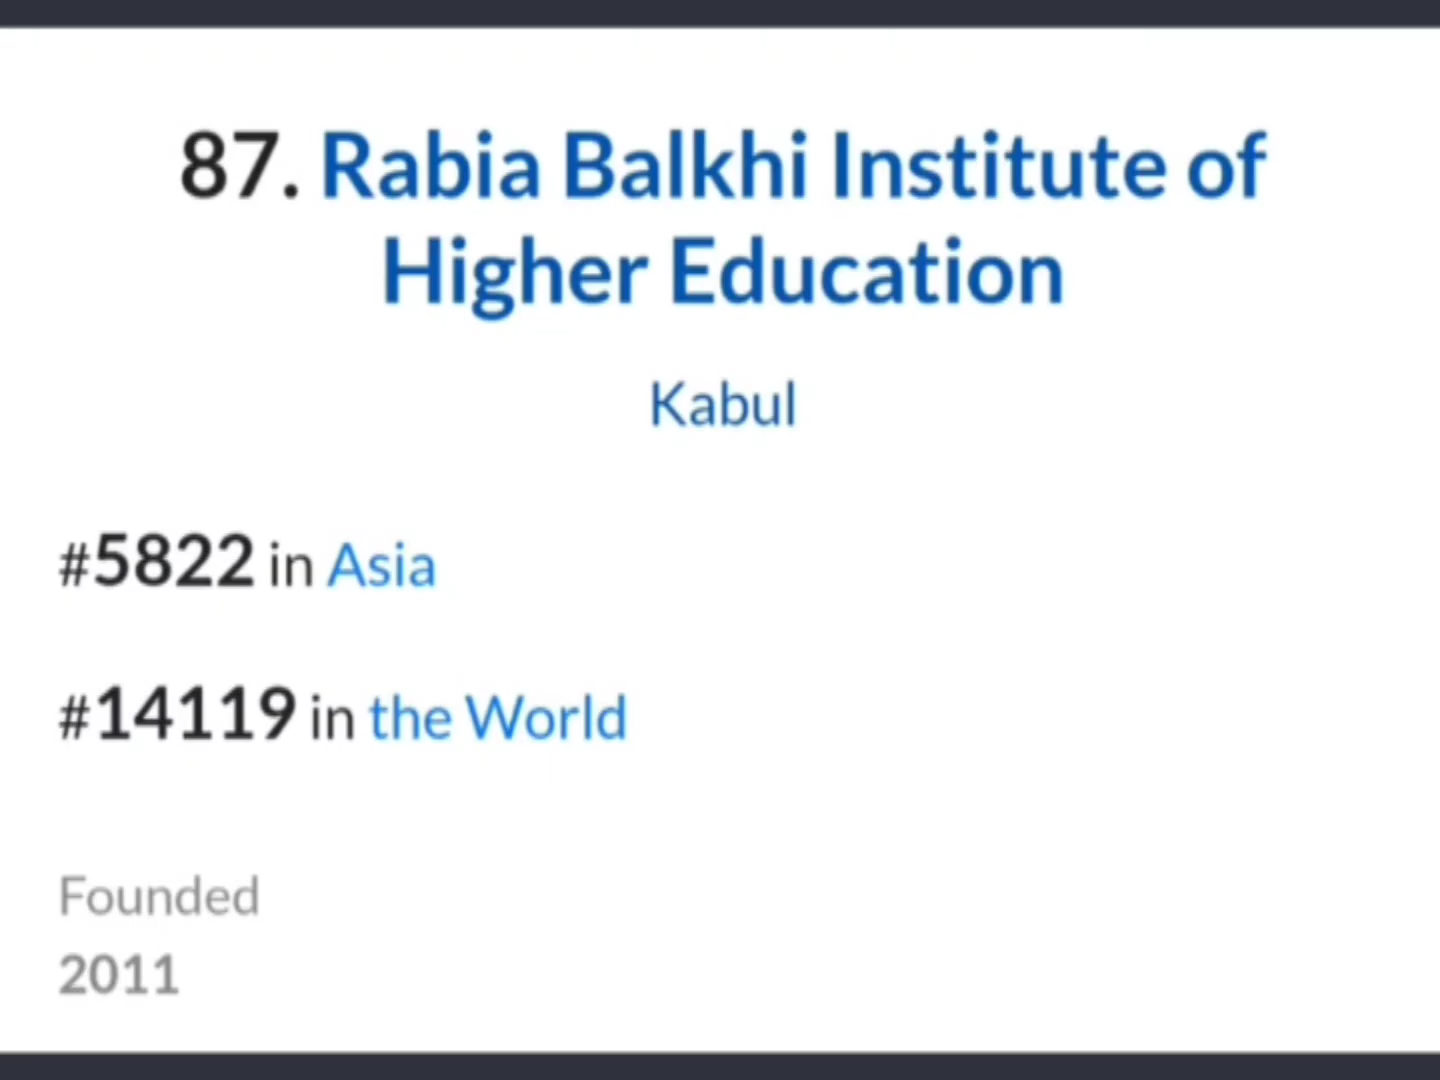 87. Rabia Balkhi Institute of
Higher Education
Kabul
#5822 in Asia
#14119 in the World
Founded
2011